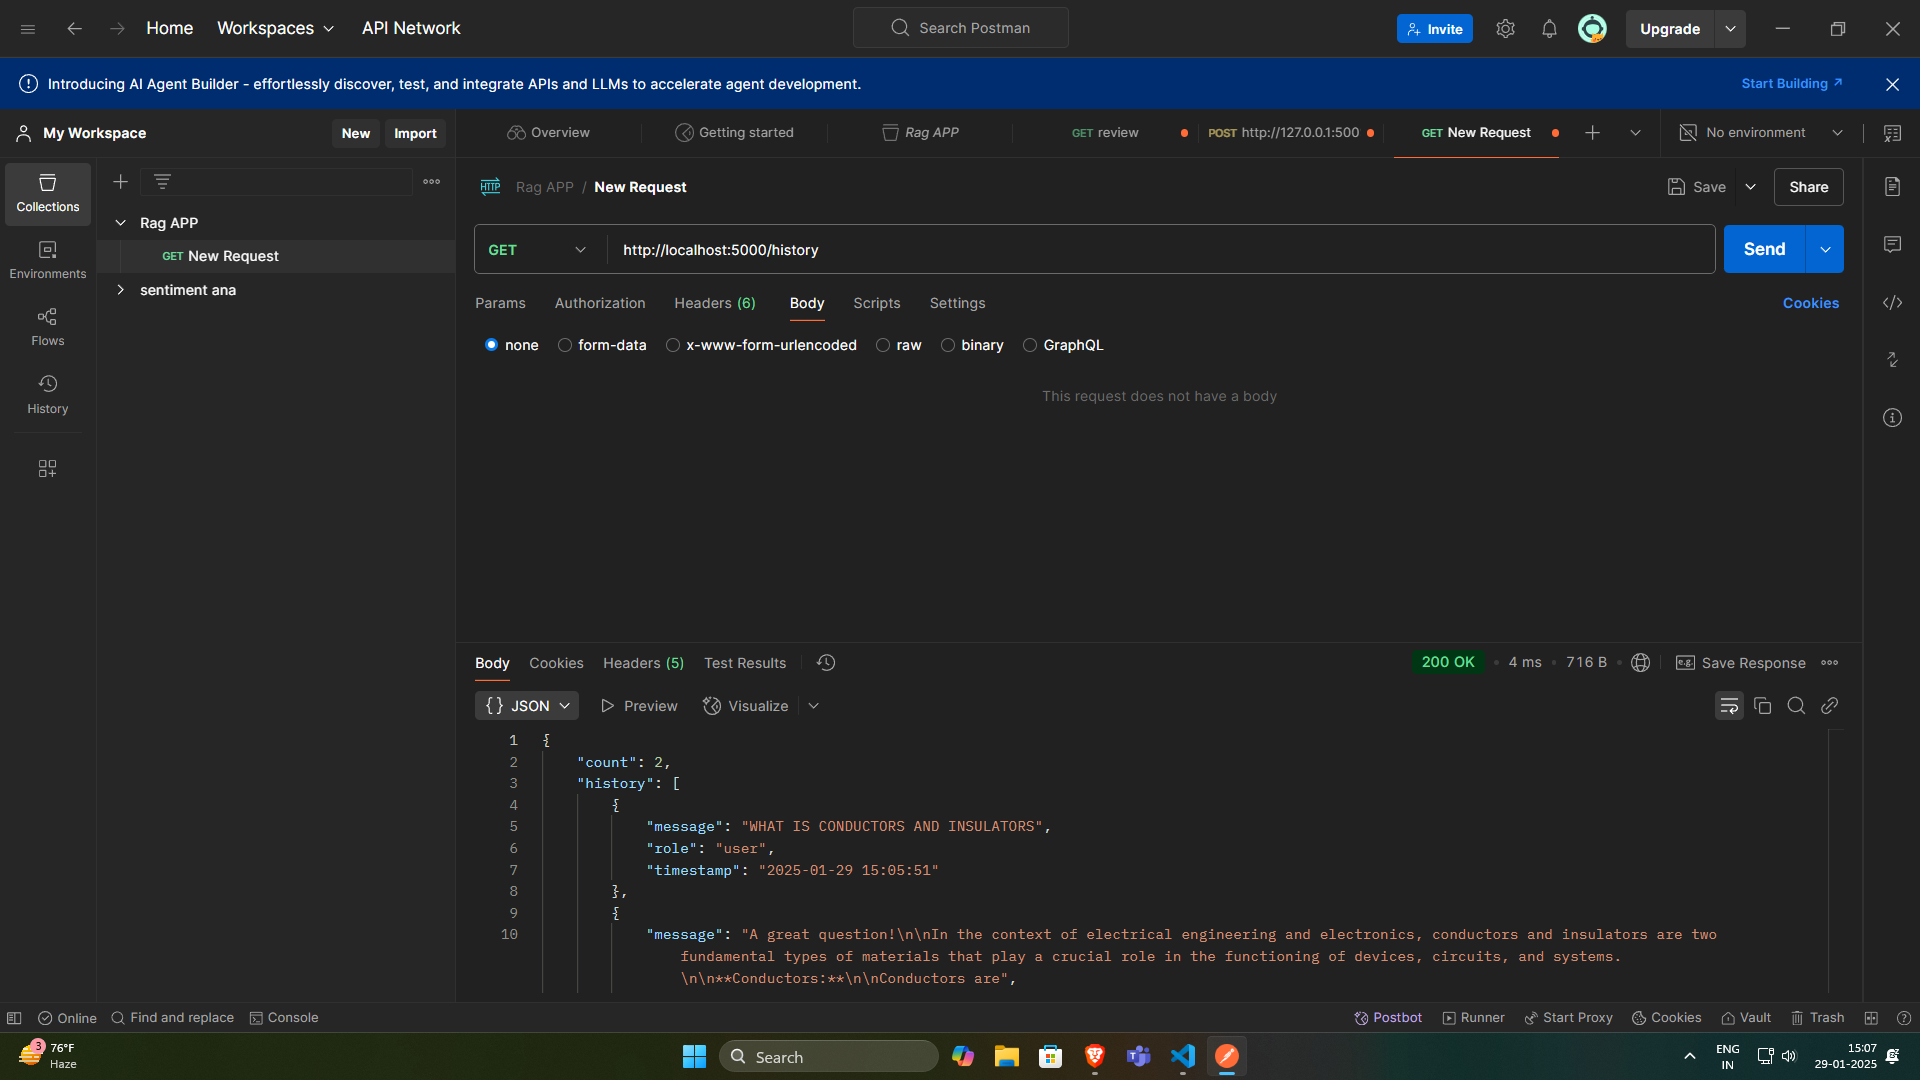 Home Workspaces API Network Search Postman Invite Upgrade
Introducing AI Agent Builder - effortlessly discover, test, and integrate APIs and LLMs to accelerate agent development. Start Building
My Workspace New Import Overview Getting started Rag APP GET review POST http://127.0.0.1:500 GET New Request No environment
Collections
Environments
Flows
History
Rag APP
GET New Request
sentiment ana
HTTP Rag APP / New Request Save Share
GET http://localhost:5000/history Send
Params Authorization Headers (6) Body Scripts Settings Cookies
none form-data x-www-form-urlencoded raw binary GraphQL
This request does not have a body
Body Cookies Headers (5) Test Results 200 OK 4 ms 716 B e.g. Save Response
{} JSON Preview Visualize
1 {
2 "count": 2,
3 "history": [
4 {
5 "message": "WHAT IS CONDUCTORS AND INSULATORS",
6 "role": "user",
7 "timestamp": "2025-01-29 15:05:51"
8 },
9 {
10 "message": "A great question!\n\nIn the context of electrical engineering and electronics, conductors and insulators are two
fundamental types of materials that play a crucial role in the functioning of devices, circuits, and systems.
\n\n**Conductors:**\n\nConductors are",
Online Find and replace Console Postbot Runner Start Proxy Cookies Vault Trash
3 76°F
Haze
Search
ENG
IN
15:07
29-01-2025